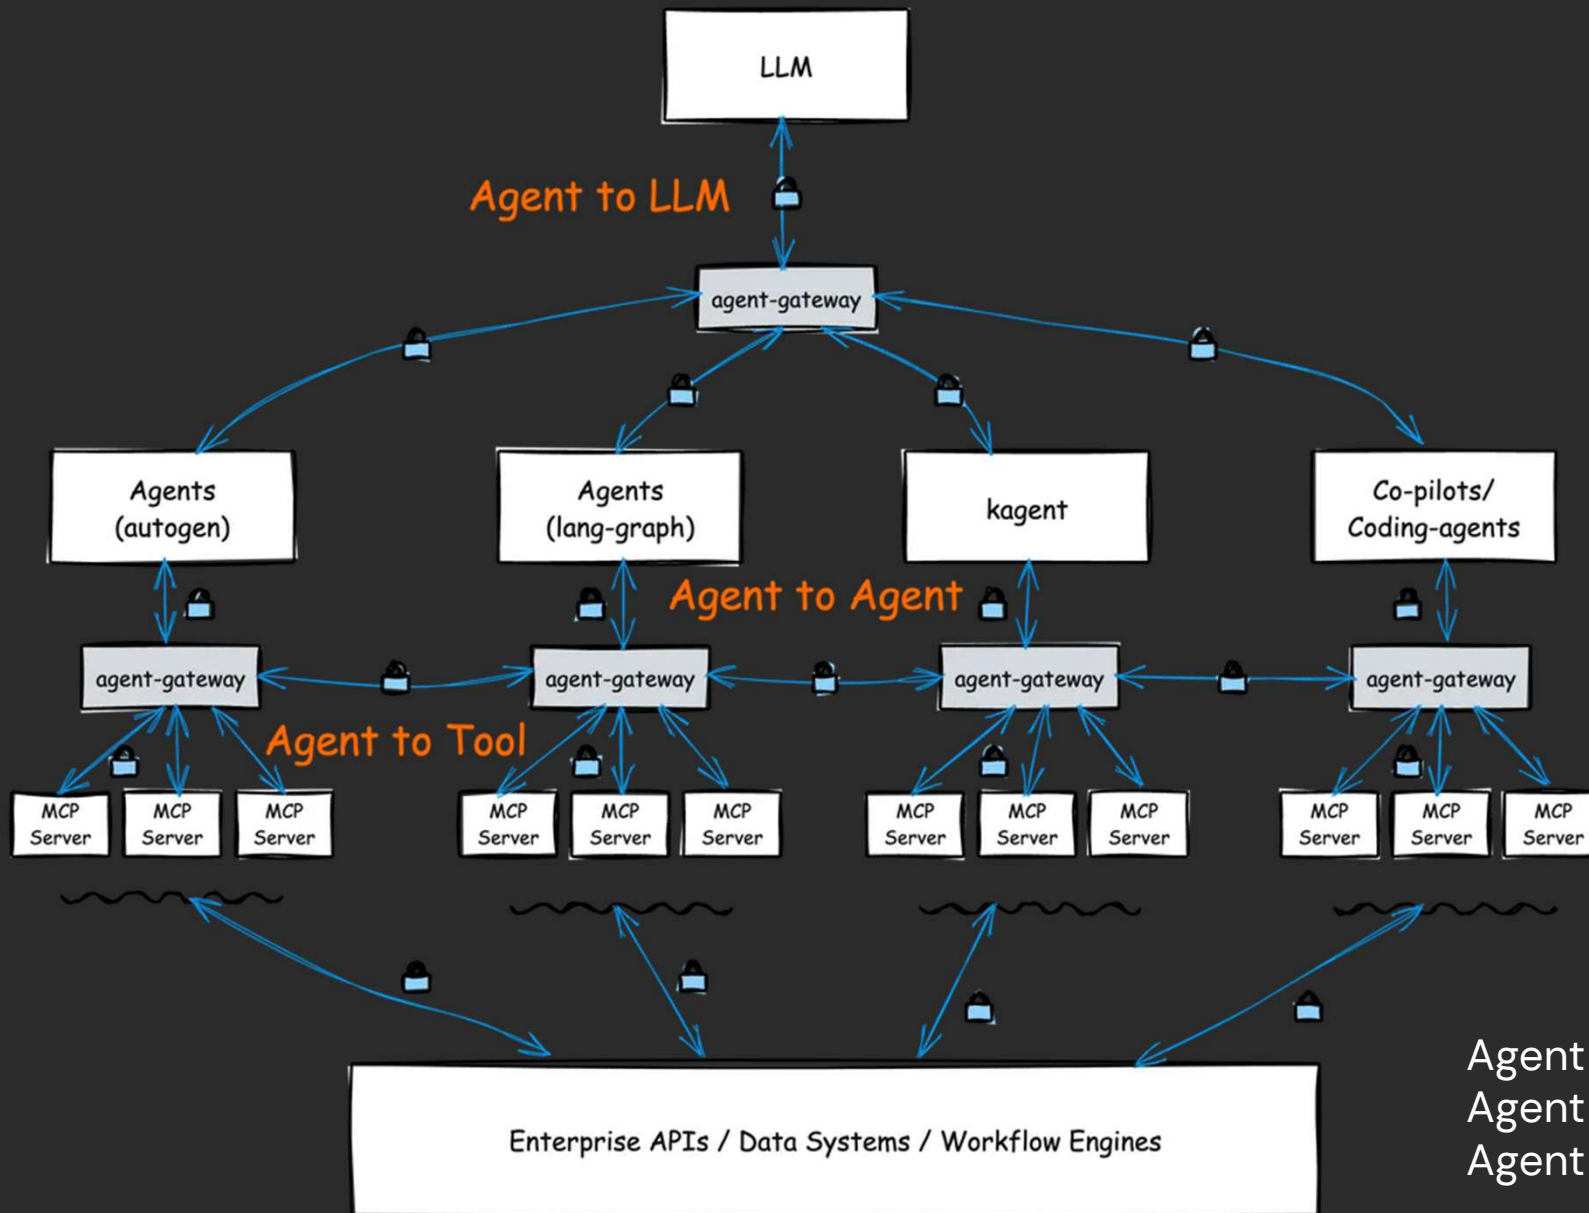 LLM
Agent to LLM
agent-gateway
Agents
(autogen)
Agents
(lang-graph)
kagent
Co-pilots/
Coding-agents
Agent to Agent
agent-gateway
agent-gateway
agent-gateway
agent-gateway
Agent to Tool
MCP
Server
MCP
Server
MCP
Server
MCP
Server
MCP
Server
MCP
Server
MCP
Server
MCP
Server
MCP
Server
MCP
Server
MCP
Server
MCP
Server
Enterprise APIs / Data Systems / Workflow Engines
Agent
Agent
Agent